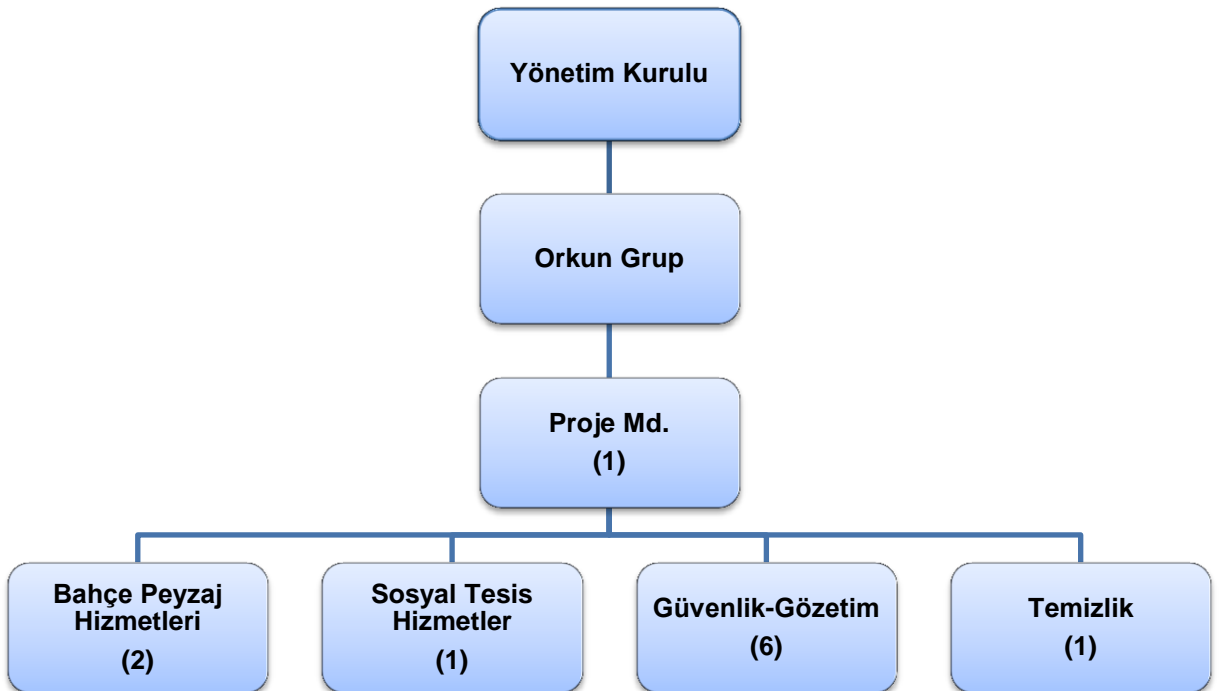 Yönetim Kurulu
Orkun Grup
Proje Md.
(1)
Bahçe Peyzaj
Hizmetleri
(2)
Sosyal Tesis
Hizmetler
(1)
Güvenlik-Gözetim
(6)
Temizlik
(1)